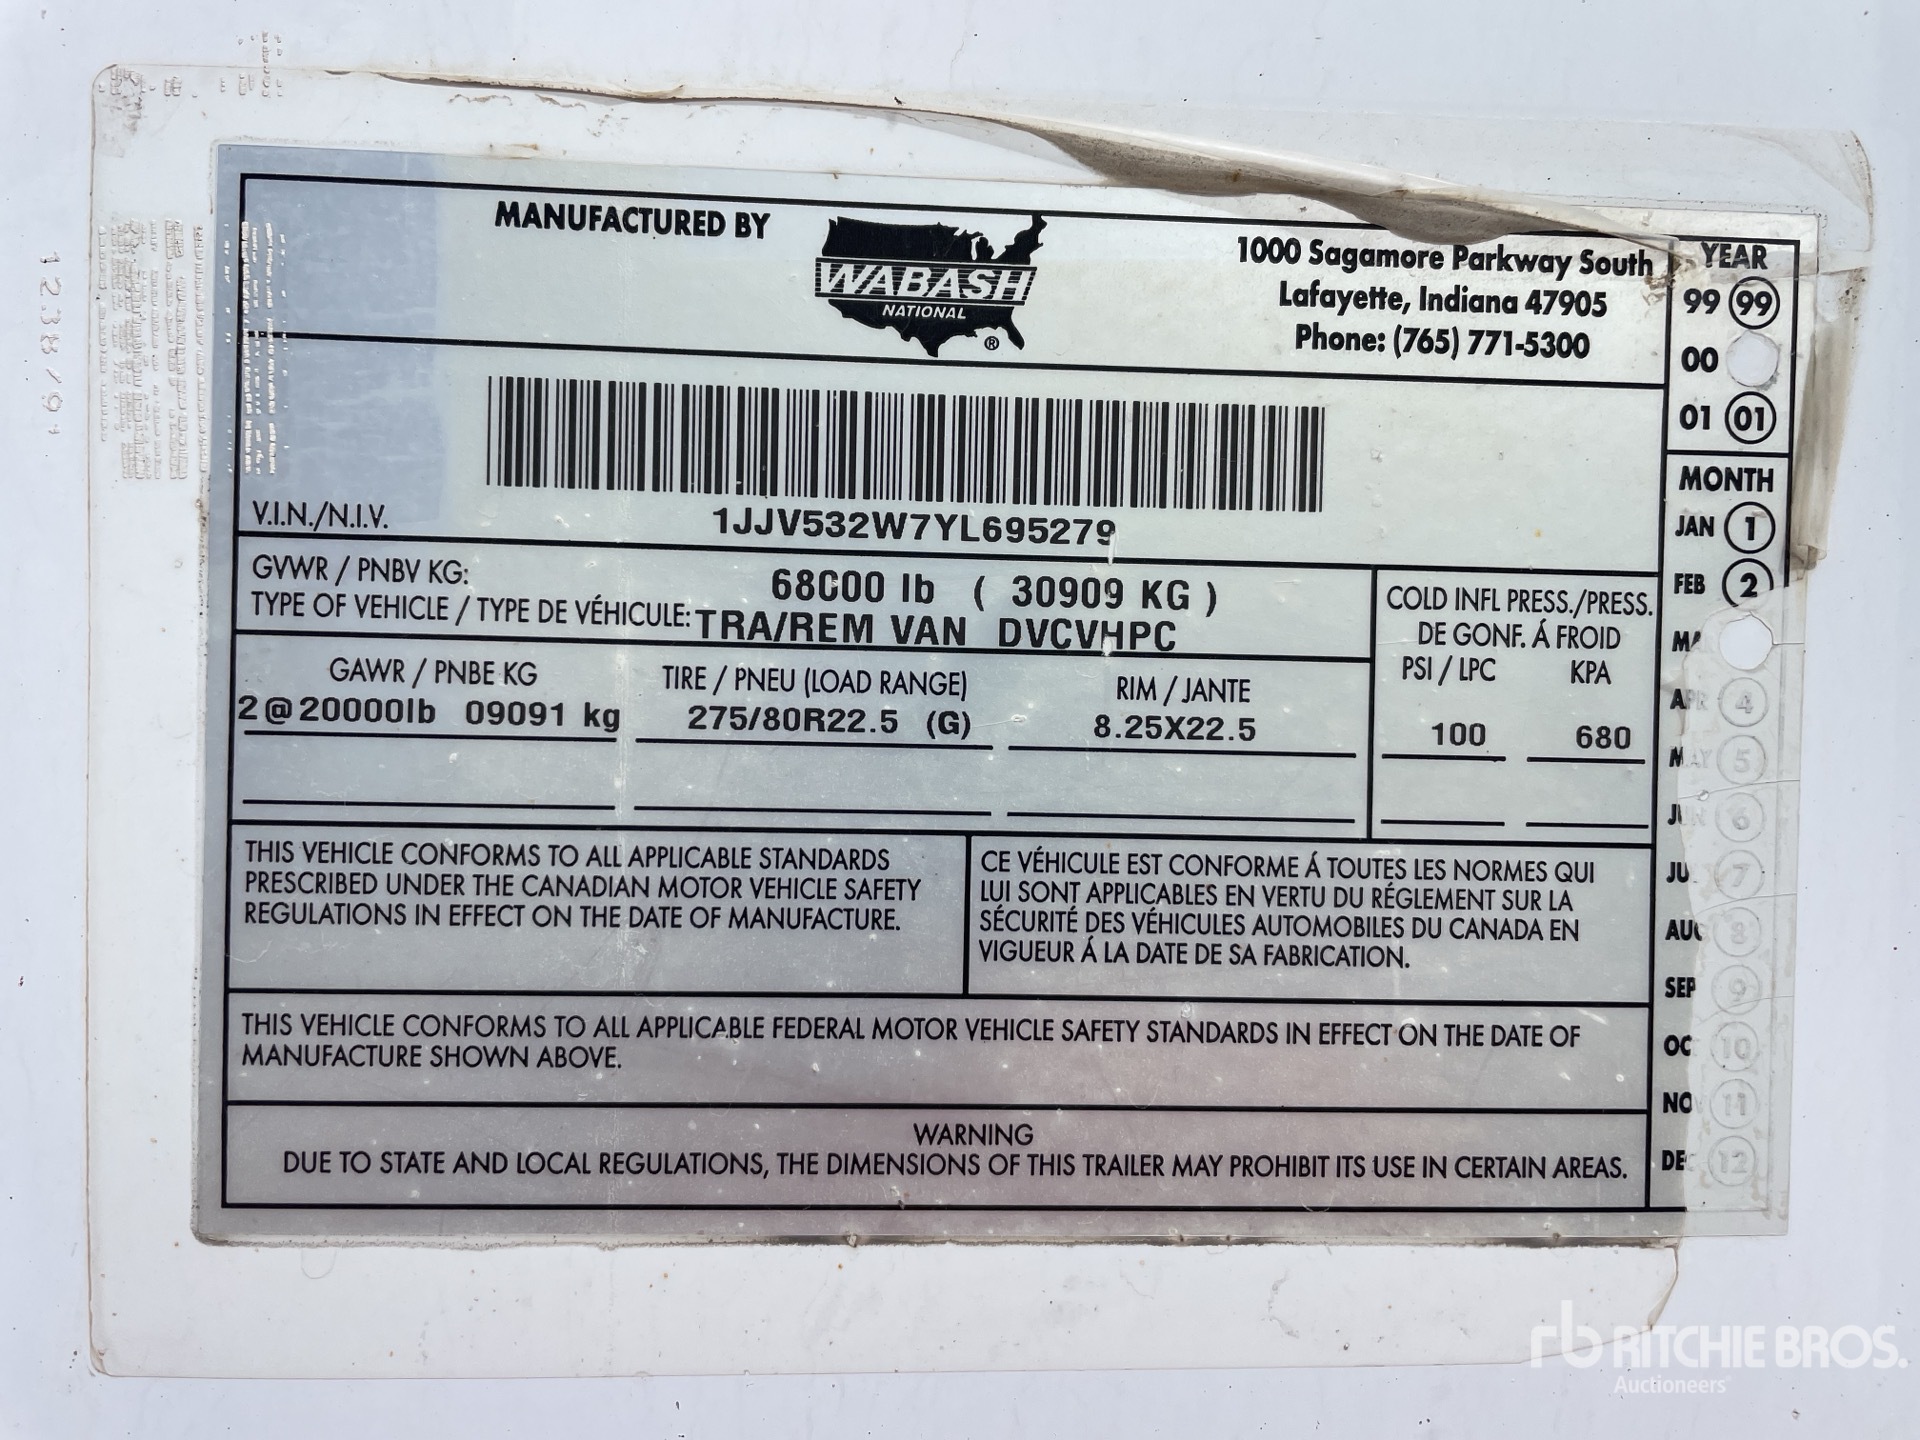 MANUFACTURED BY
WABASH
NATIONAL
®
1000 Sagamore Parkway South
Lafayette, Indiana 47905
Phone: (765) 771-5300
V.I.N./N.I.V.
1JJV532W7YL695279
GVWR / PNBV KG: 68000 lb ( 30909 KG )
TYPE OF VEHICLE / TYPE DE VÉHICULE: TRA/REM VAN DVCVHPC
GAWR / PNBE KG
2@20000lb 09091 kg
TIRE / PNEU (LOAD RANGE)
275/80R22.5 (G)
RIM / JANTE
8.25X22.5
COLD INFL PRESS./PRESS.
DE GONF. Á FROID
PSI / LPC KPA
100 680
THIS VEHICLE CONFORMS TO ALL APPLICABLE STANDARDS
PRESCRIBED UNDER THE CANADIAN MOTOR VEHICLE SAFETY
REGULATIONS IN EFFECT ON THE DATE OF MANUFACTURE.
CE VÉHICULE EST CONFORME Á TOUTES LES NORMES QUI
LUI SONT APPLICABLES EN VERTU DU RÉGLEMENT SUR LA
SÉCURITÉ DES VÉHICULES AUTOMOBILES DU CANADA EN
VIGUEUR Á LA DATE DE SA FABRICATION.
THIS VEHICLE CONFORMS TO ALL APPLICABLE FEDERAL MOTOR VEHICLE SAFETY STANDARDS IN EFFECT ON THE DATE OF
MANUFACTURE SHOWN ABOVE.
WARNING
DUE TO STATE AND LOCAL REGULATIONS, THE DIMENSIONS OF THIS TRAILER MAY PROHIBIT ITS USE IN CERTAIN AREAS.
YEAR
99 99
00
01 01
MONTH
JAN 1
FEB 2
MA
APR 4
MAY 5
JUN 6
JU 7
AUG 8
SEP 9
OC 10
NOV 11
DEC 12
rb RITCHIE BROS.
Auctioneers